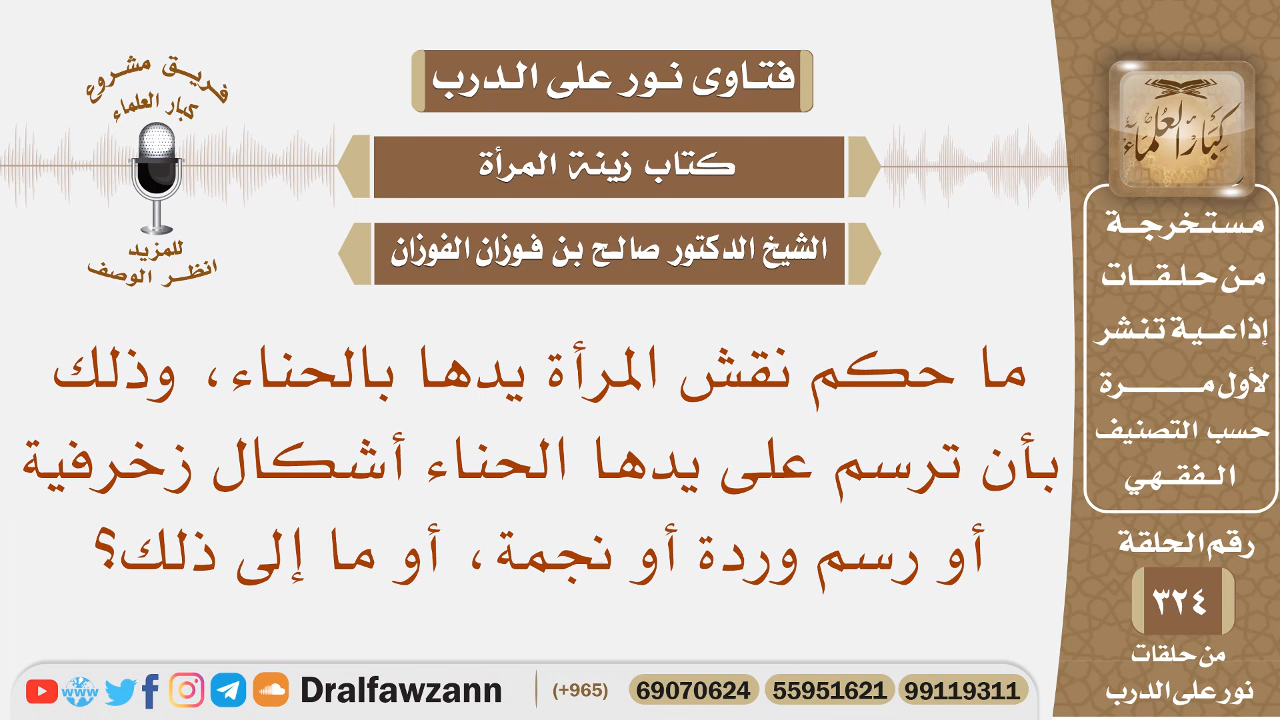 فتاوى نور على الدرب
كتاب زينة المرأة
الشيخ الدكتور صالح بن فوزان الفوزان
فريق مشروع
كبار العلماء
للمزيد
انظر الوصف
ما حكم نقش المرأة يدها بالحناء، وذلك
بأن ترسم على يدها الحناء أشكال زخرفية
أو رسم وردة أو نجمة، أو ما إلى ذلك؟
كبار العلماء
مستخرجة
من حلقات
إذاعية تنشر
لأول مرة
حسب التصنيف
الفقهي
رقم الحلقة
٣٢٤
من حلقات
نور على الدرب
www Dralfawzann (+965) 69070624 55951621 99119311